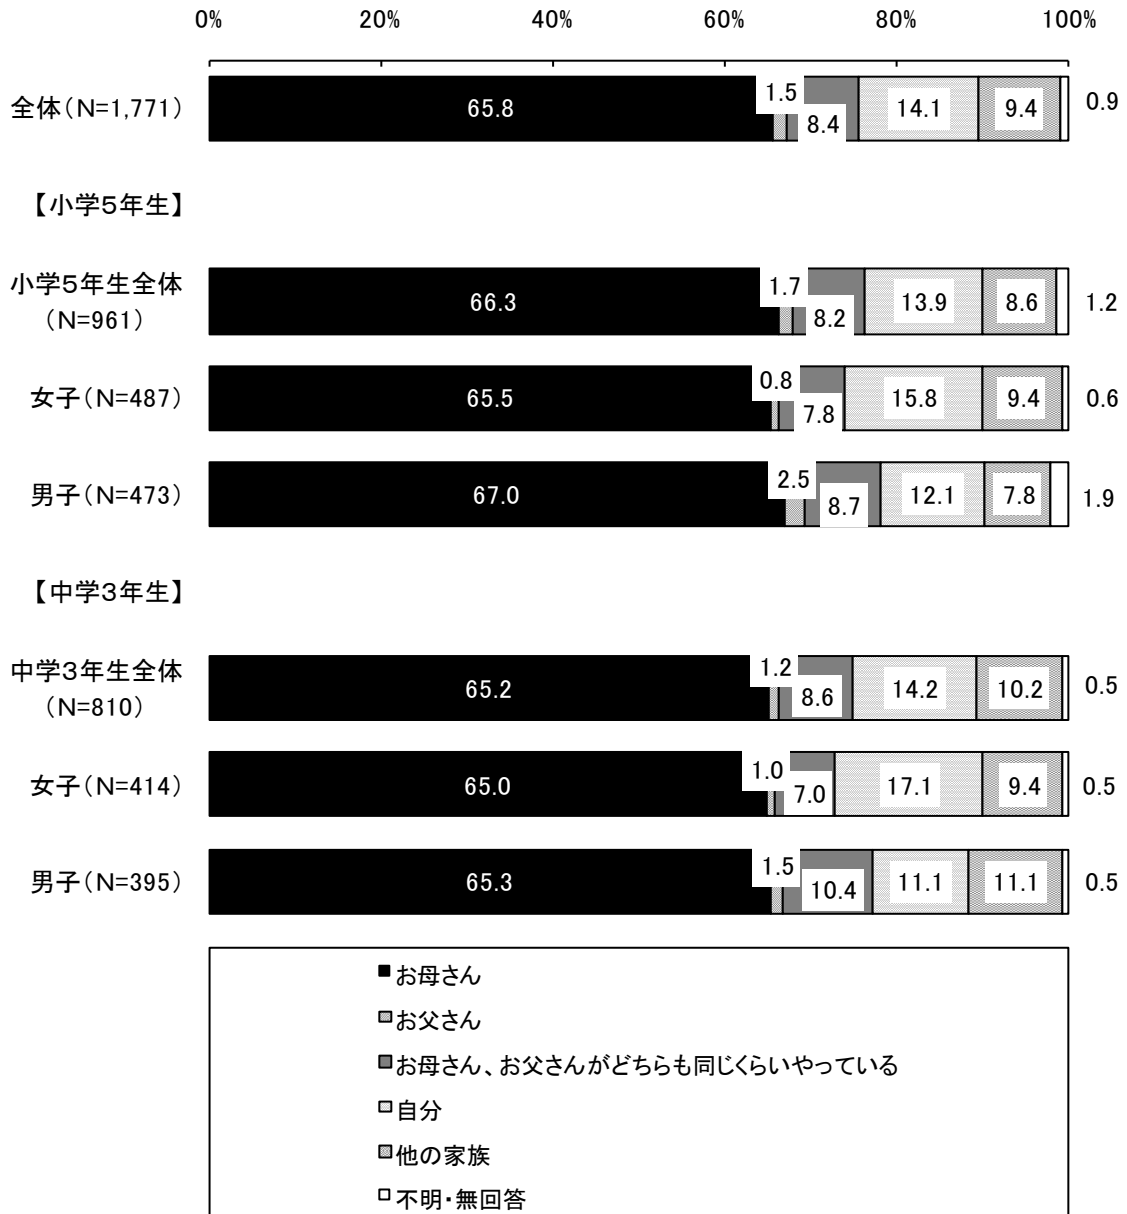 0% 20% 40% 60% 80% 100%
全体(N=1,771) 65.8 1.5 8.4 14.1 9.4 0.9
【小学5年生】
小学5年生全体
(N=961) 66.3 1.7 8.2 13.9 8.6 1.2
女子(N=487) 65.5 0.8 7.8 15.8 9.4 0.6
男子(N=473) 67.0 2.5 8.7 12.1 7.8 1.9
【中学3年生】
中学3年生全体
(N=810) 65.2 1.2 8.6 14.2 10.2 0.5
女子(N=414) 65.0 1.0 7.0 17.1 9.4 0.5
男子(N=395) 65.3 1.5 10.4 11.1 11.1 0.5
お母さん
お父さん
お母さん、お父さんがどちらも同じくらいやっている
自分
他の家族
不明・無回答